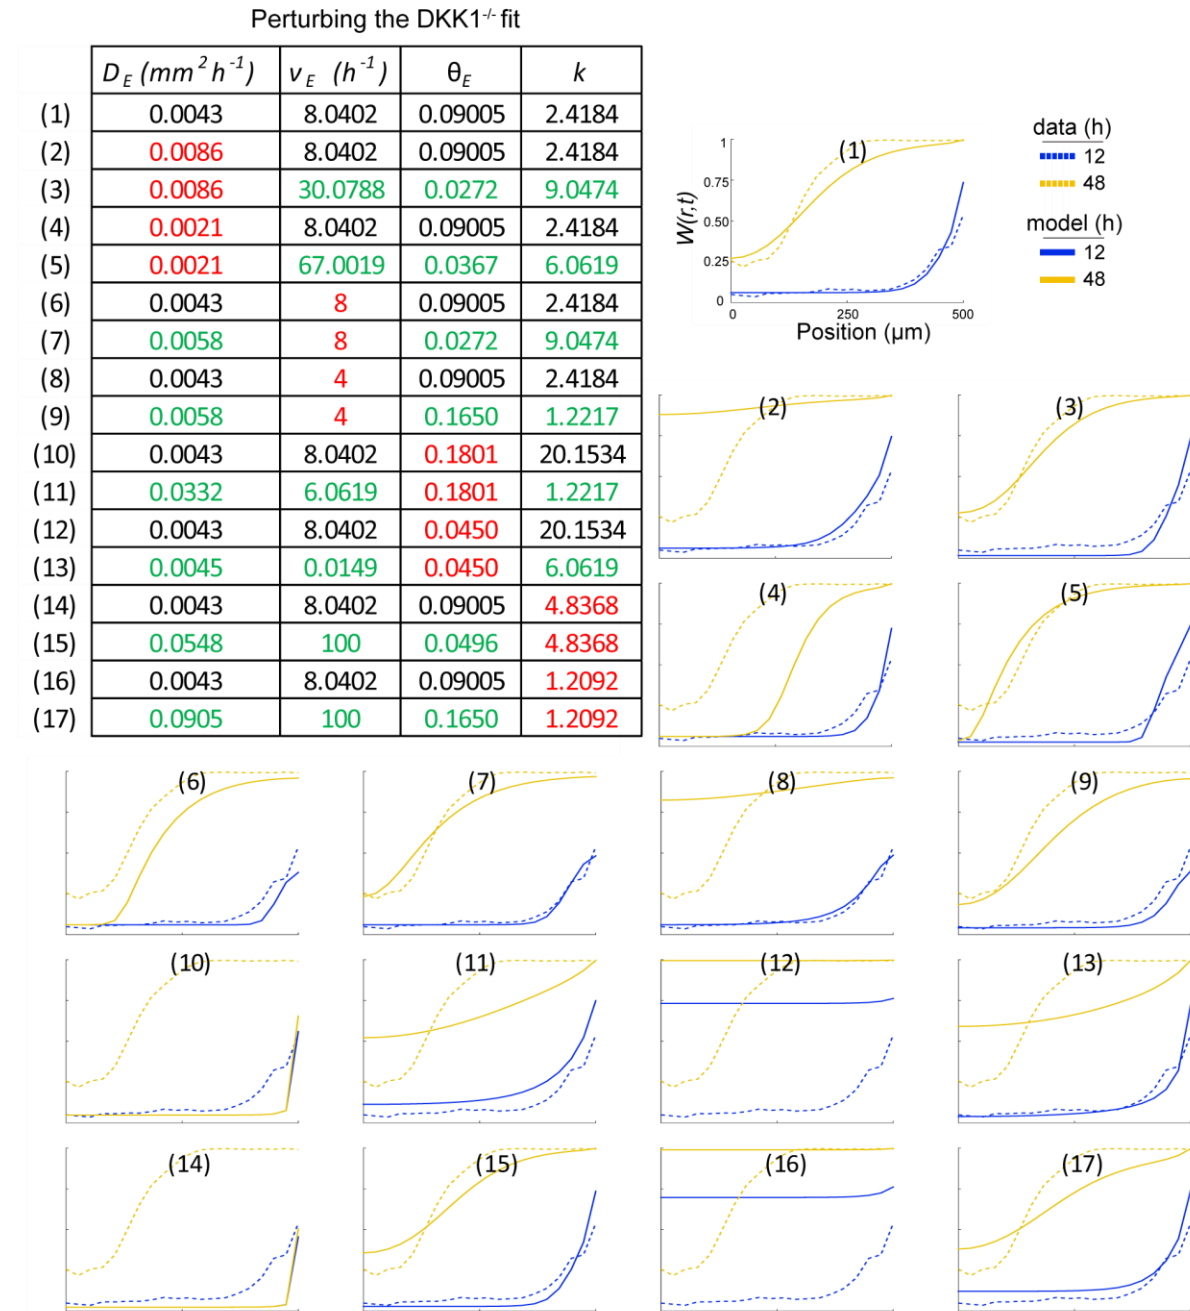 Perturbing the DKK1⁻/⁻ fit
D_E (mm² h⁻¹) ν_E (h⁻¹) θ_E k
(1) 0.0043 8.0402 0.09005 2.4184
(2) 0.0086 8.0402 0.09005 2.4184
(3) 0.0086 30.0788 0.0272 9.0474
(4) 0.0021 8.0402 0.09005 2.4184
(5) 0.0021 67.0019 0.0367 6.0619
(6) 0.0043 8 0.09005 2.4184
(7) 0.0058 8 0.0272 9.0474
(8) 0.0043 4 0.09005 2.4184
(9) 0.0058 4 0.1650 1.2217
(10) 0.0043 8.0402 0.1801 20.1534
(11) 0.0332 6.0619 0.1801 1.2217
(12) 0.0043 8.0402 0.0450 20.1534
(13) 0.0045 0.0149 0.0450 6.0619
(14) 0.0043 8.0402 0.09005 4.8368
(15) 0.0548 100 0.0496 4.8368
(16) 0.0043 8.0402 0.09005 1.2092
(17) 0.0905 100 0.1650 1.2092
(1)
W(r,t)
1
0.75
0.50
0.25
0
0 250 500
Position (μm)
data (h)
12
48
model (h)
12
48
(2) (3)
(4) (5)
(6) (7) (8) (9)
(10) (11) (12) (13)
(14) (15) (16) (17)